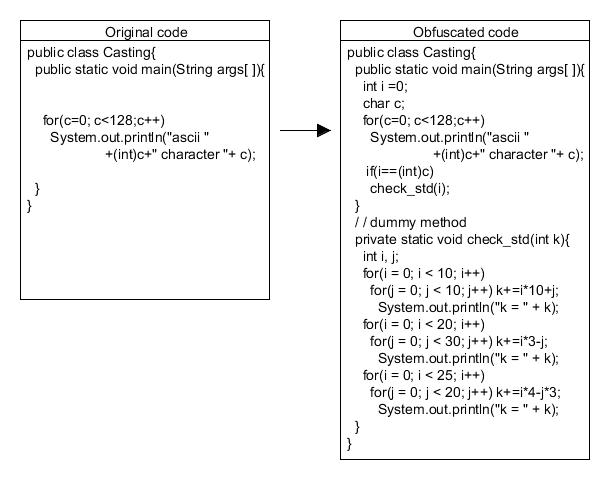 Original code
public class Casting{
public static void main(String args[ ]){
for(c=0; c<128;c++)
System.out.println("ascii "
+(int)c+" character "+ c);
}
}
Obfuscated code
public class Casting{
public static void main(String args[ ]){
int i =0;
char c;
for(c=0; c<128;c++)
System.out.println("ascii "
+(int)c+" character "+ c);
if(i==(int)c)
check_std(i);
}
/ / dummy method
private static void check_std(int k){
int i, j;
for(i = 0; i < 10; i++)
for(j = 0; j < 10; j++) k+=i*10+j;
System.out.println("k = " + k);
for(i = 0; i < 20; i++)
for(j = 0; j < 30; j++) k+=i*3-j;
System.out.println("k = " + k);
for(i = 0; i < 25; i++)
for(j = 0; j < 20; j++) k+=i*4-j*3;
System.out.println("k = " + k);
}
}